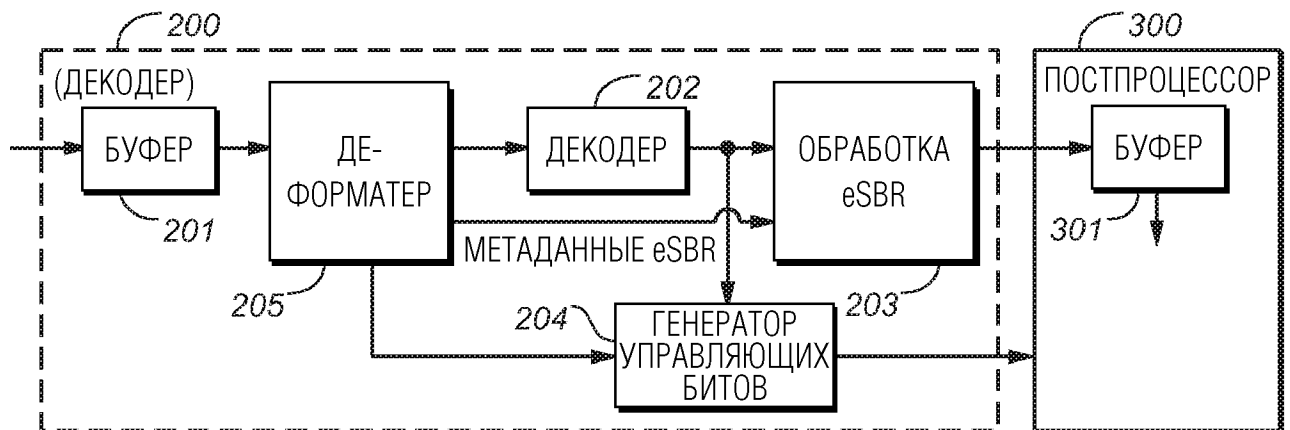 200
300
(ДЕКОДЕР)
ПОСТПРОЦЕССОР
202
БУФЕР
ДЕ-
ФОРМАТЕР
ДЕКОДЕР
ОБРАБОТКА
eSBR
БУФЕР
201
301
МЕТАДАННЫЕ eSBR
205
204
203
ГЕНЕРАТОР
УПРАВЛЯЮЩИХ
БИТОВ